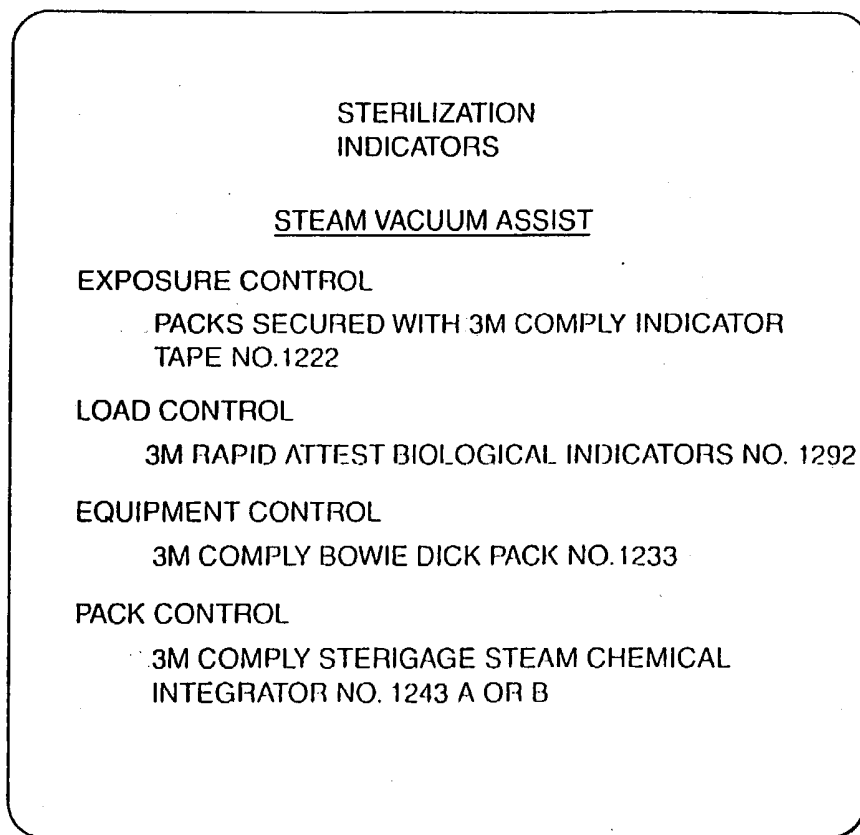 STERILIZATION
INDICATORS
STEAM VACUUM ASSIST
EXPOSURE CONTROL
PACKS SECURED WITH 3M COMPLY INDICATOR
TAPE NO.1222
LOAD CONTROL
3M RAPID ATTEST BIOLOGICAL INDICATORS NO. 1292
EQUIPMENT CONTROL
3M COMPLY BOWIE DICK PACK NO.1233
PACK CONTROL
3M COMPLY STERIGAGE STEAM CHEMICAL
INTEGRATOR NO. 1243 A OR B